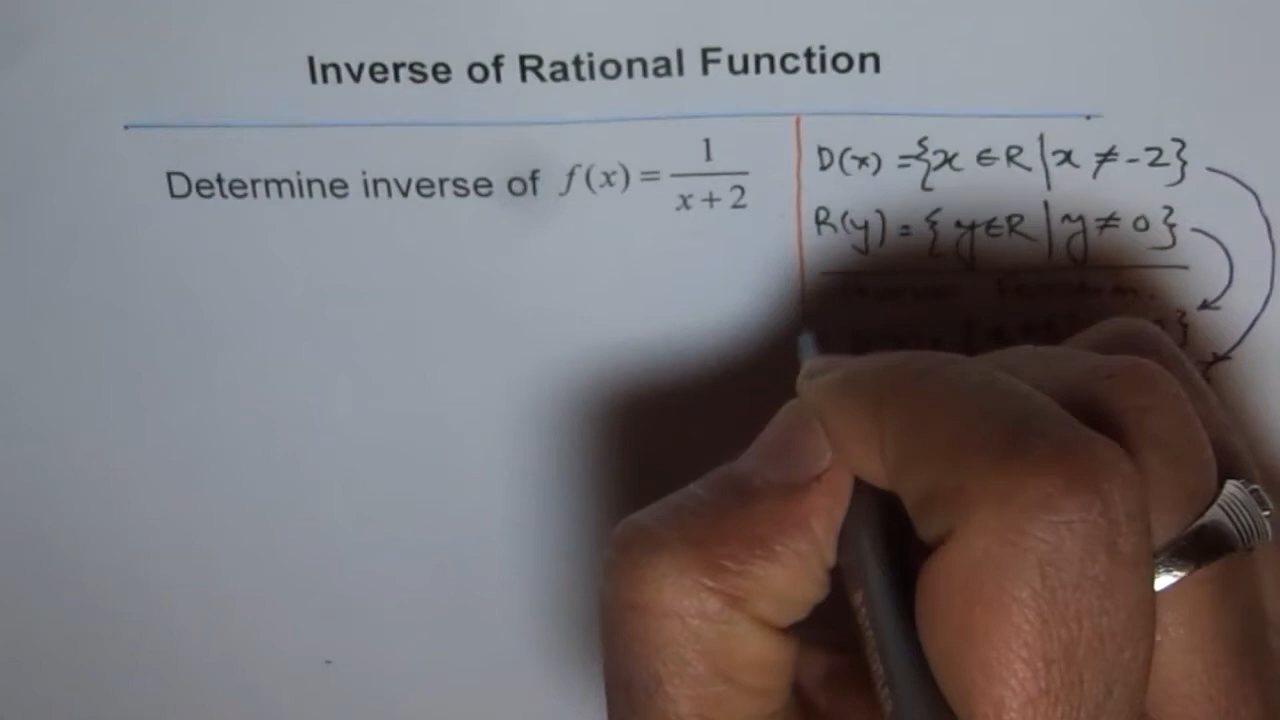 Inverse of Rational Function
Determine inverse of f(x) = 1/(x+2)
D(x) = {x ∈ R | x ≠ -2}
R(y) = {y ∈ R | y ≠ 0}